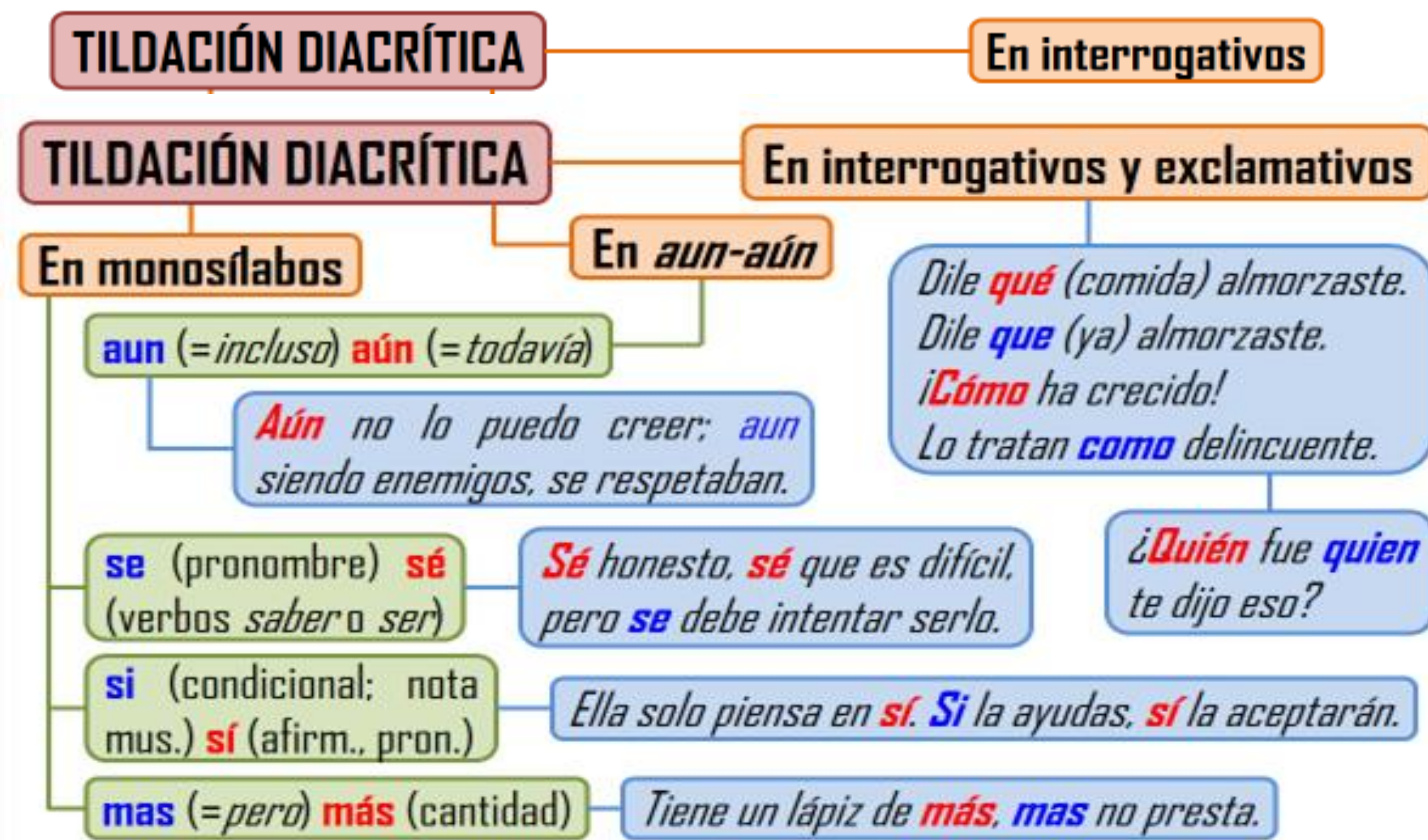 TILDACIÓN DIACRÍTICA
En interrogativos
TILDACIÓN DIACRÍTICA
En interrogativos y exclamativos
En monosílabos
En aun-aún
aun (=incluso) aún (=todavía)
Aún no lo puedo creer; aun
siendo enemigos, se respetaban.
Dile qué (comida) almorzaste.
Dile que (ya) almorzaste.
¡Cómo ha crecido!
Lo tratan como delincuente.
¿Quién fue quien
te dijo eso?
se (pronombre) sé
(verbos saber o ser)
Sé honesto, sé que es difícil,
pero se debe intentar serlo.
si (condicional; nota
mus.) sí (afirm., pron.)
Ella solo piensa en sí. Si la ayudas, sí la aceptarán.
mas (=pero) más (cantidad)
Tiene un lápiz de más, mas no presta.